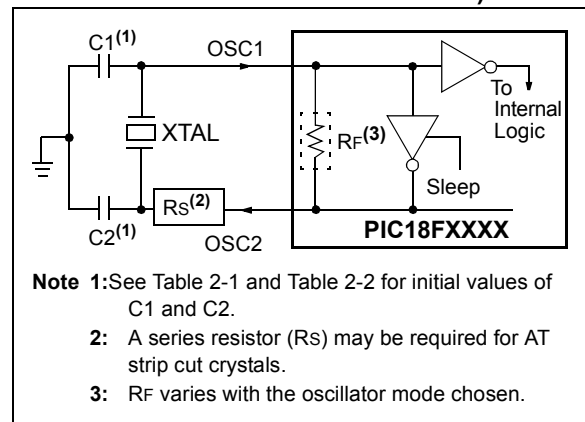 C1(1)
OSC1
To
Internal
Logic
XTAL
RF(3)
Sleep
RS(2)
C2(1)
OSC2
PIC18FXXXX
Note 1:See Table 2-1 and Table 2-2 for initial values of
C1 and C2.
2: A series resistor (RS) may be required for AT
strip cut crystals.
3: RF varies with the oscillator mode chosen.